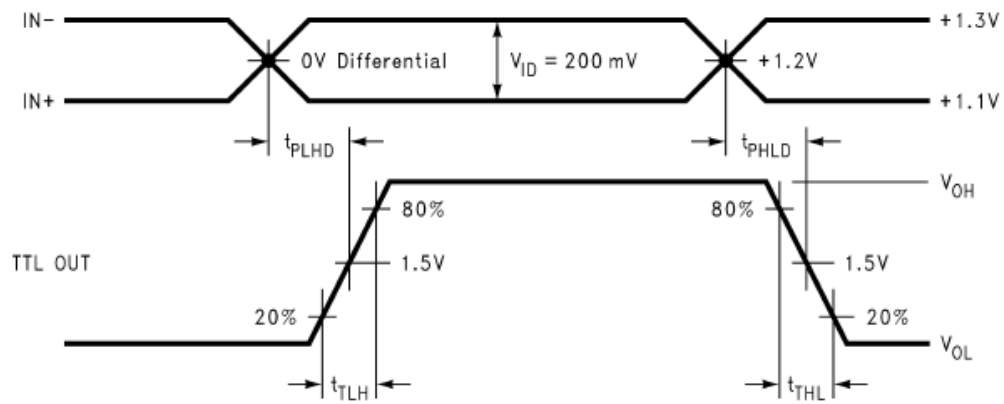 IN- +1.3V
0V Differential V_ID = 200 mV +1.2V
IN+ +1.1V
t_PLHD t_PHLD
V_OH
80% 80%
TTL OUT 1.5V 1.5V
20% 20%
V_OL
t_TLH t_THL